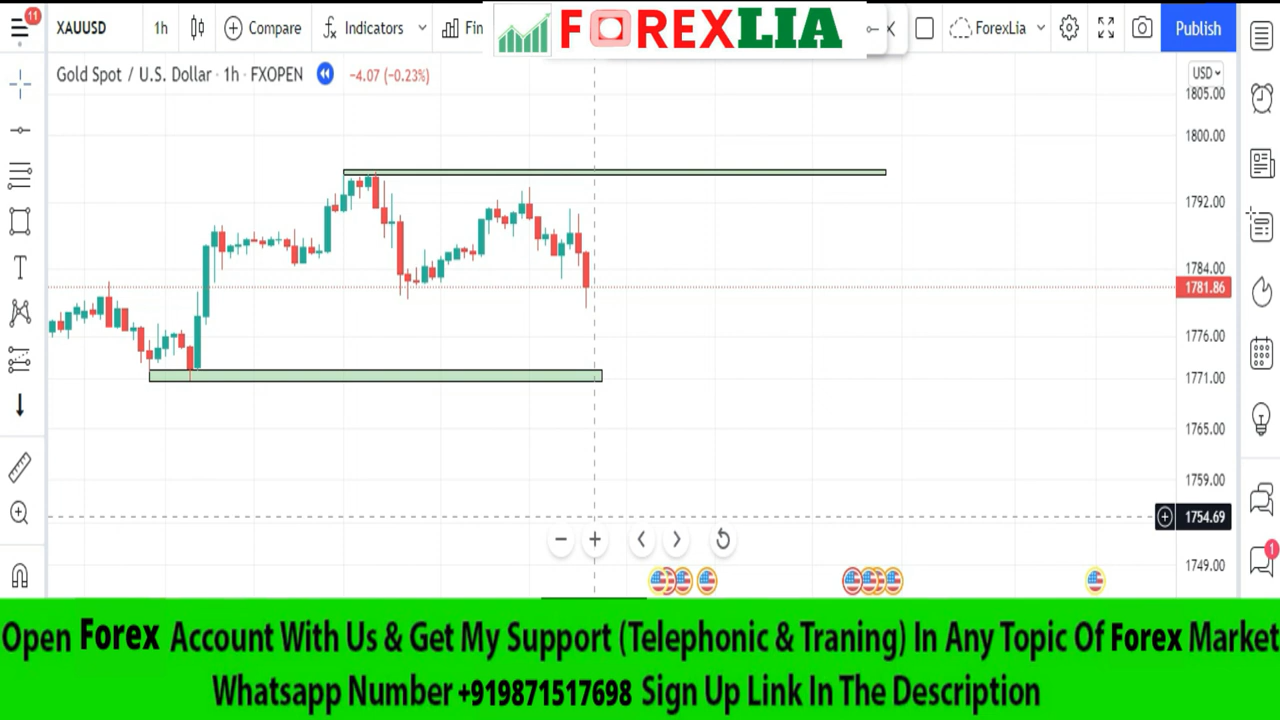 11
XAUUSD
1h
Compare
Indicators
Fin
FOREXLIA
ForexLia
Publish
Gold Spot / U.S. Dollar · 1h · FXOPEN
−4.07 (−0.23%)
USD
1805.00
1800.00
1792.00
1784.00
1781.86
1776.00
1771.00
1765.00
1759.00
1754.69
1749.00
1
Open Forex Account With Us & Get My Support (Telephonic & Traning) In Any Topic Of Forex Market
Whatsapp Number +919871517698 Sign Up Link In The Description